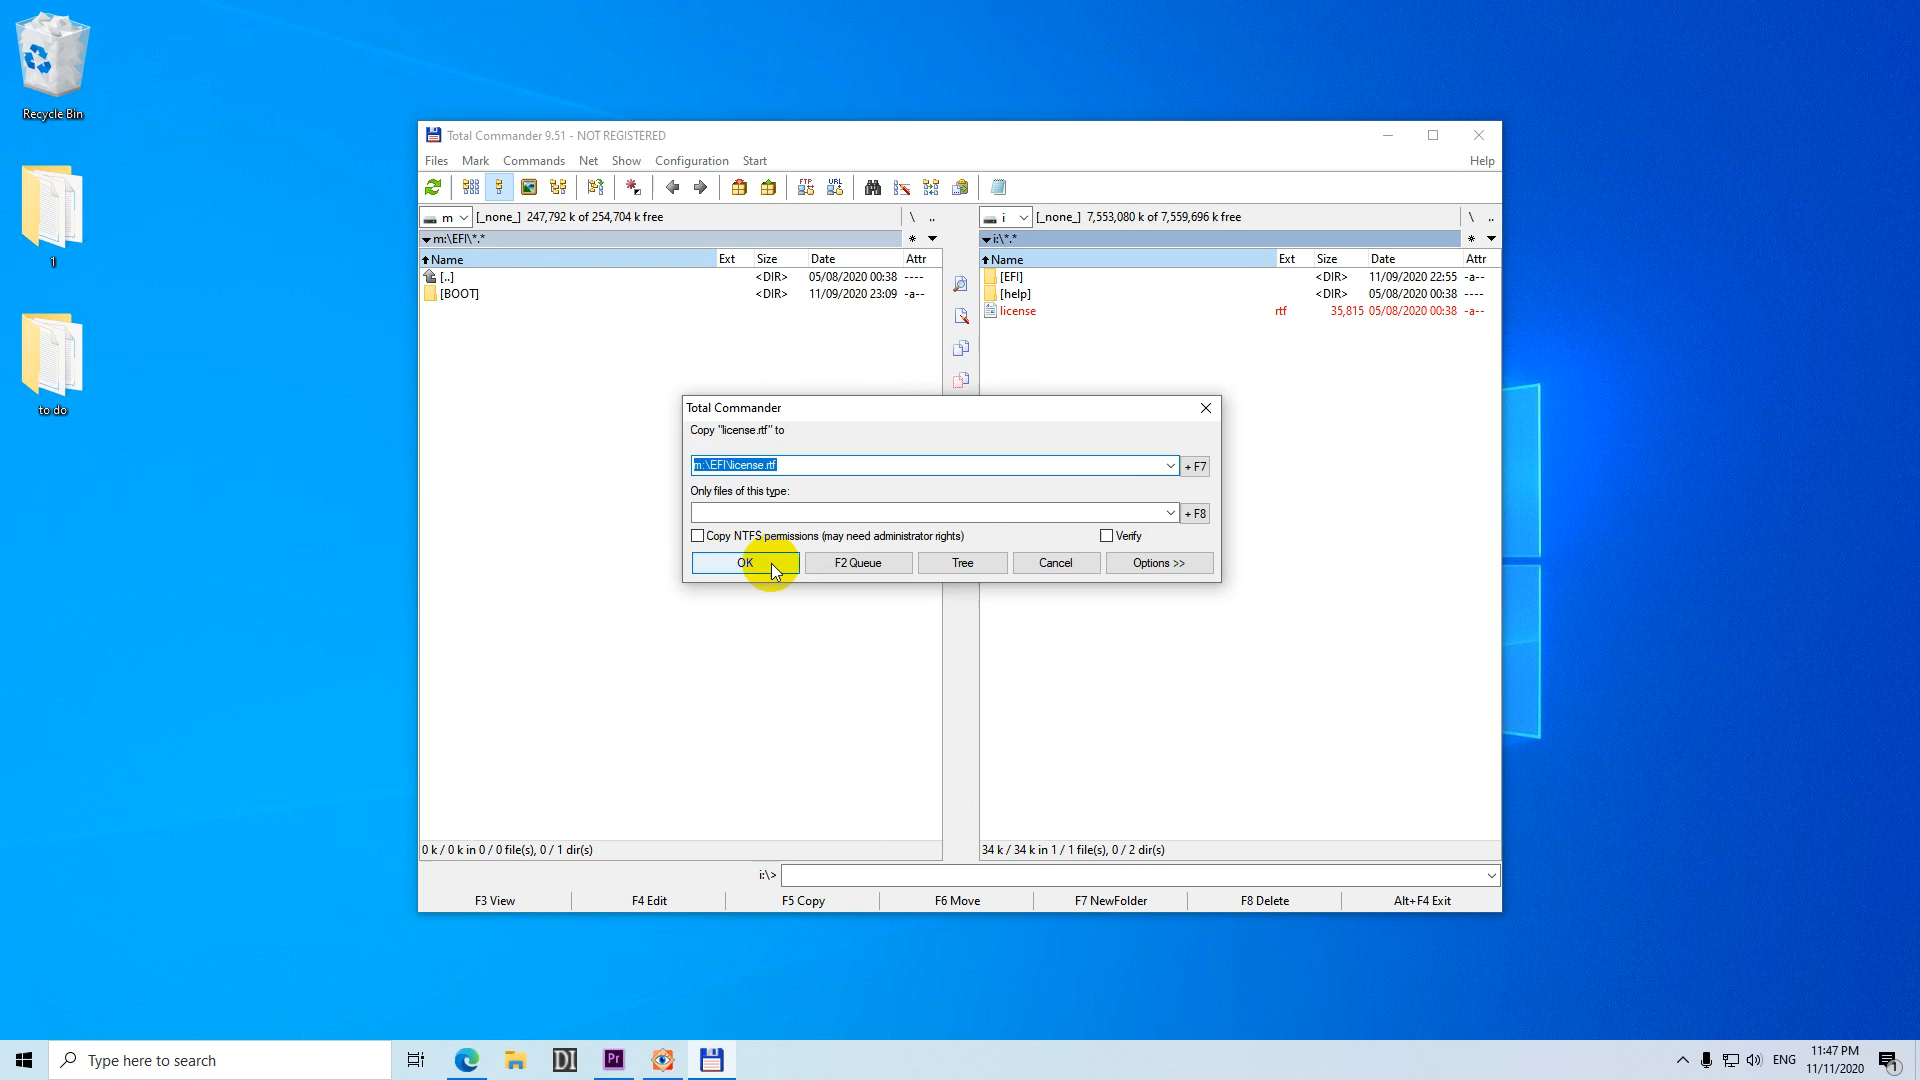 Recycle Bin
1
to do
Total Commander 9.51 - NOT REGISTERED
Files Mark Commands Net Show Configuration Start Help
FTP URL
m [_none_] 247,792 k of 254,704 k free \ ..
i [_none_] 7,553,080 k of 7,559,696 k free \ ..
m:\EFI\*.* *
i:\*.* *
Name Ext Size Date Attr
[..] <DIR> 05/08/2020 00:38 ----
[BOOT] <DIR> 11/09/2020 23:09 -a--
Name Ext Size Date Attr
[EFI] <DIR> 11/09/2020 22:55 -a--
[help] <DIR> 05/08/2020 00:38 ----
license rtf 35,815 05/08/2020 00:38 -a--
Total Commander
Copy "license.rtf" to
m:\EFI\license.rtf + F7
Only files of this type:
+ F8
Copy NTFS permissions (may need administrator rights) Verify
OK F2 Queue Tree Cancel Options >>
0 k / 0 k in 0 / 0 file(s), 0 / 1 dir(s)
34 k / 34 k in 1 / 1 file(s), 0 / 2 dir(s)
i:\>
F3 View F4 Edit F5 Copy F6 Move F7 NewFolder F8 Delete Alt+F4 Exit
Type here to search
DI
Pr
ENG
11:47 PM
11/11/2020
1